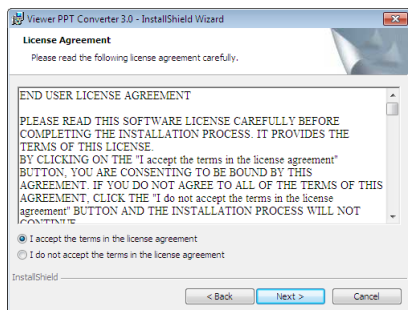 Viewer PPT Converter 3.0 - InstallShield Wizard
License Agreement
Please read the following license agreement carefully.
END USER LICENSE AGREEMENT
PLEASE READ THIS SOFTWARE LICENSE CAREFULLY BEFORE
COMPLETING THE INSTALLATION PROCESS. IT PROVIDES THE
TERMS OF THIS LICENSE.
BY CLICKING ON THE "I accept the terms in the license agreement"
BUTTON, YOU ARE CONSENTING TO BE BOUND BY THIS
AGREEMENT. IF YOU DO NOT AGREE TO ALL OF THE TERMS OF THIS
AGREEMENT, CLICK THE "I do not accept the terms in the license
agreement" BUTTON AND THE INSTALLATION PROCESS WILL NOT
CONTINUE
I accept the terms in the license agreement
I do not accept the terms in the license agreement
InstallShield
< Back Next > Cancel